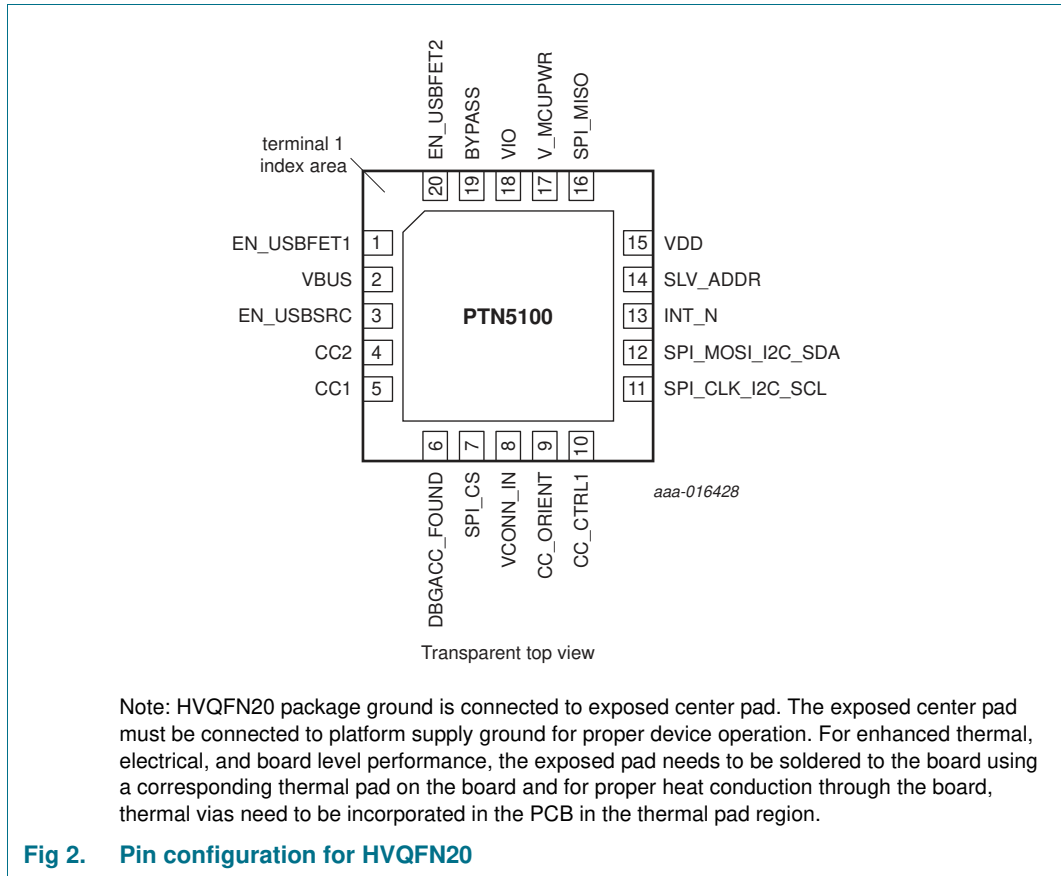 EN_USBFET2
BYPASS
VIO
V_MCUPWR
SPI_MISO
terminal 1
index area
20 19 18 17 16
EN_USBFET1 1
15 VDD
VBUS 2
14 SLV_ADDR
EN_USBSRC 3
PTN5100
13 INT_N
CC2 4
12 SPI_MOSI_I2C_SDA
CC1 5
11 SPI_CLK_I2C_SCL
6 7 8 9 10
DBGACC_FOUND
SPI_CS
VCONN_IN
CC_ORIENT
CC_CTRL1
aaa-016428
Transparent top view
Note: HVQFN20 package ground is connected to exposed center pad. The exposed center pad
must be connected to platform supply ground for proper device operation. For enhanced thermal,
electrical, and board level performance, the exposed pad needs to be soldered to the board using
a corresponding thermal pad on the board and for proper heat conduction through the board,
thermal vias need to be incorporated in the PCB in the thermal pad region.
Fig 2. Pin configuration for HVQFN20